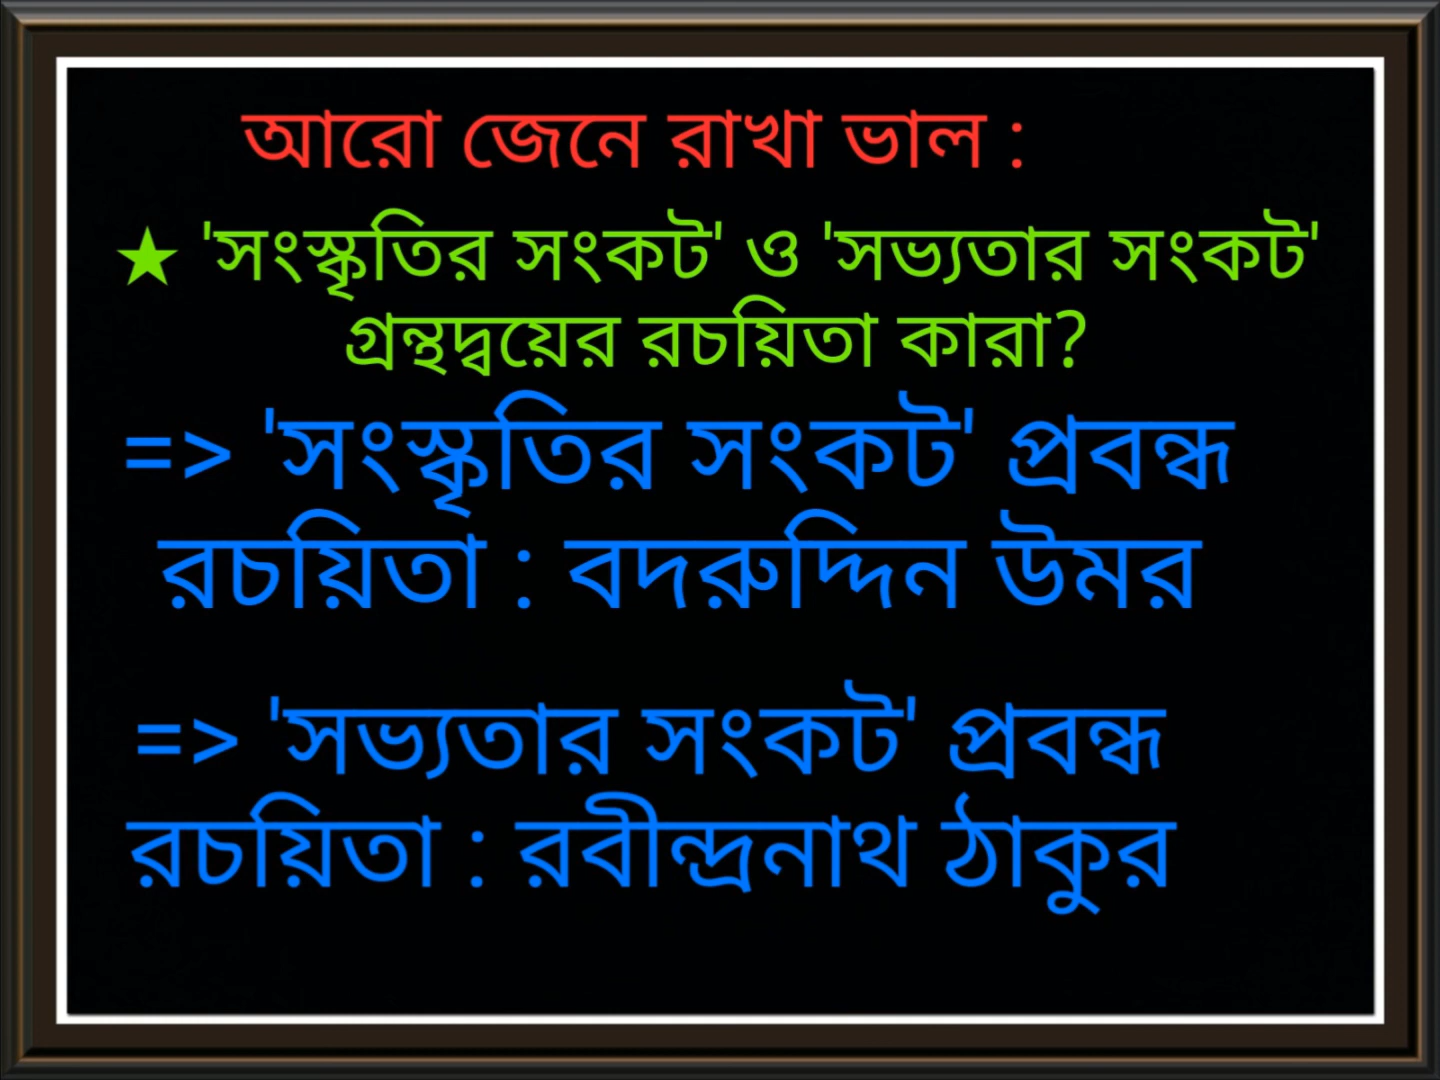 আরো জেনে রাখা ভাল :
★ 'সংস্কৃতির সংকট' ও 'সভ্যতার সংকট'
গ্রন্থদ্বয়ের রচয়িতা কারা?
=> 'সংস্কৃতির সংকট' প্রবন্ধ
রচয়িতা : বদরুদ্দিন উমর
=> 'সভ্যতার সংকট' প্রবন্ধ
রচয়িতা : রবীন্দ্রনাথ ঠাকুর